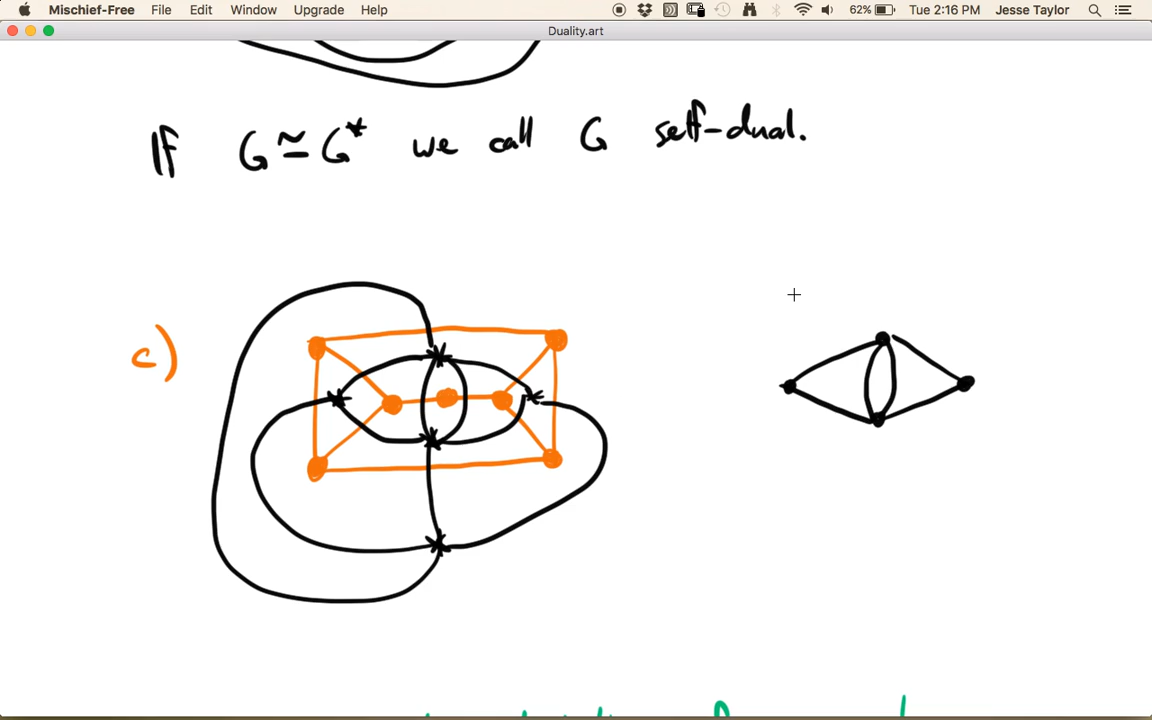 Mischief-Free File Edit Window Upgrade Help 62% Tue 2:16 PM Jesse Taylor
Duality.art
If G ≅ G* we call G self-dual.
c)